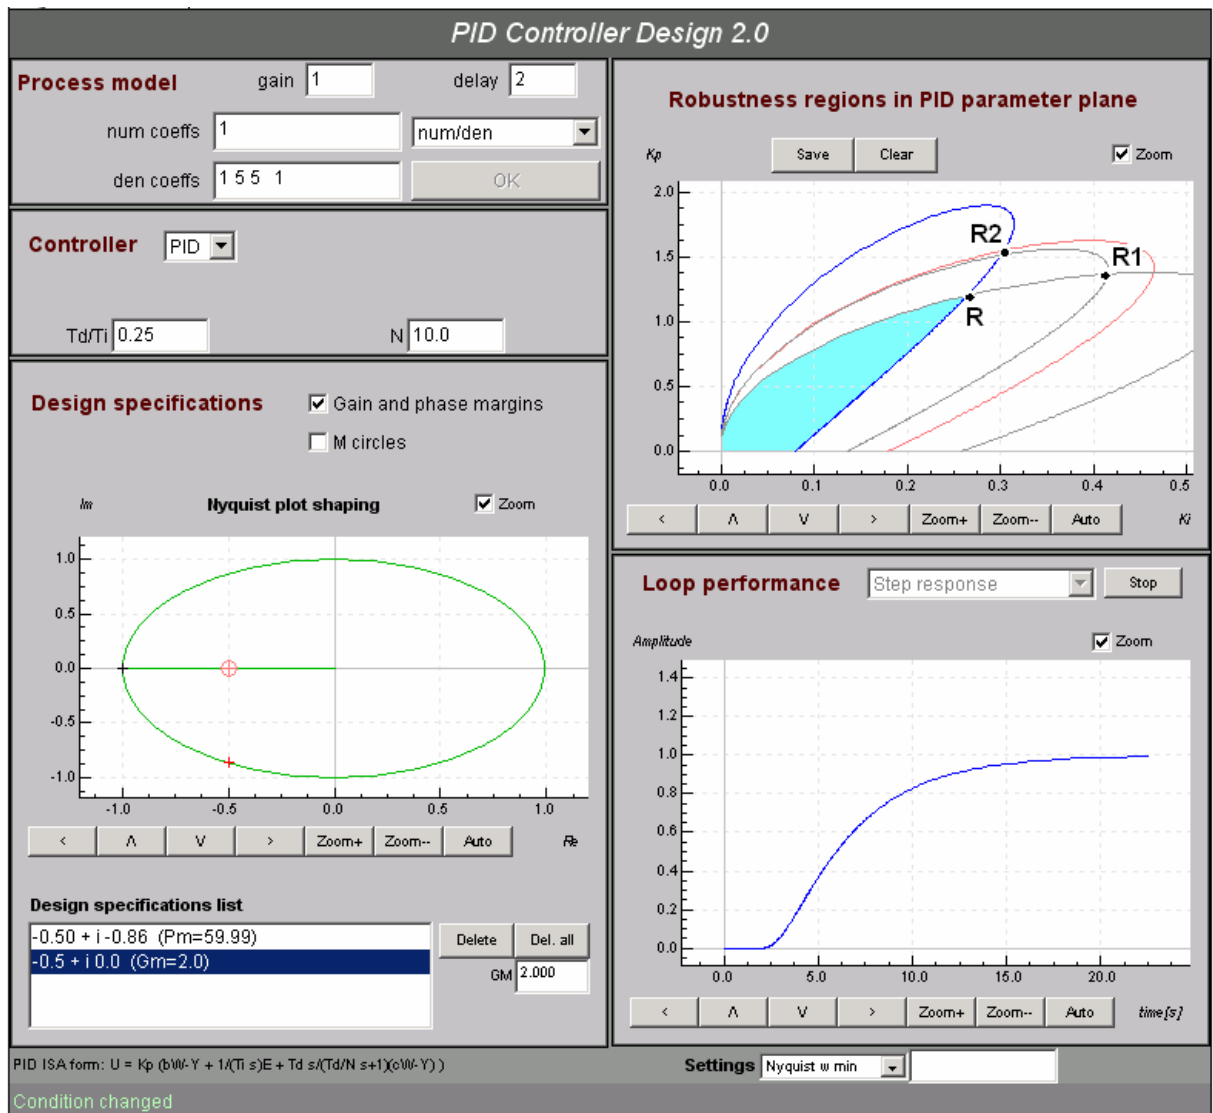 PID Controller Design 2.0
Process model
gain 1
delay 2
num coeffs 1
num/den
den coeffs 1 5 5 1
OK
Controller PID
Td/Ti 0.25
N 10.0
Design specifications
Gain and phase margins
M circles
Im
Nyquist plot shaping
Zoom
1.0
0.5
0.0
-0.5
-1.0
-1.0 -0.5 0.0 0.5 1.0
< Λ V > Zoom+ Zoom-- Auto Re
Design specifications list
-0.50 + i -0.86 (Pm=59.99)
-0.5 + i 0.0 (Gm=2.0)
Delete Del. all
GM 2.000
Robustness regions in PID parameter plane
Kp
Save Clear
Zoom
2.0
1.5
1.0
0.5
0.0
R2
R1
R
0.0 0.1 0.2 0.3 0.4 0.5
< Λ V > Zoom+ Zoom-- Auto Ki
Loop performance
Step response
Stop
Amplitude
Zoom
1.4
1.2
1.0
0.8
0.6
0.4
0.2
0.0
0.0 5.0 10.0 15.0 20.0
< Λ V > Zoom+ Zoom-- Auto time[s]
PID ISA form: U = Kp (bW-Y + 1/(Ti s)E + Td s/(Td/N s+1)(cW-Y) )
Settings Nyquist w min
Condition changed